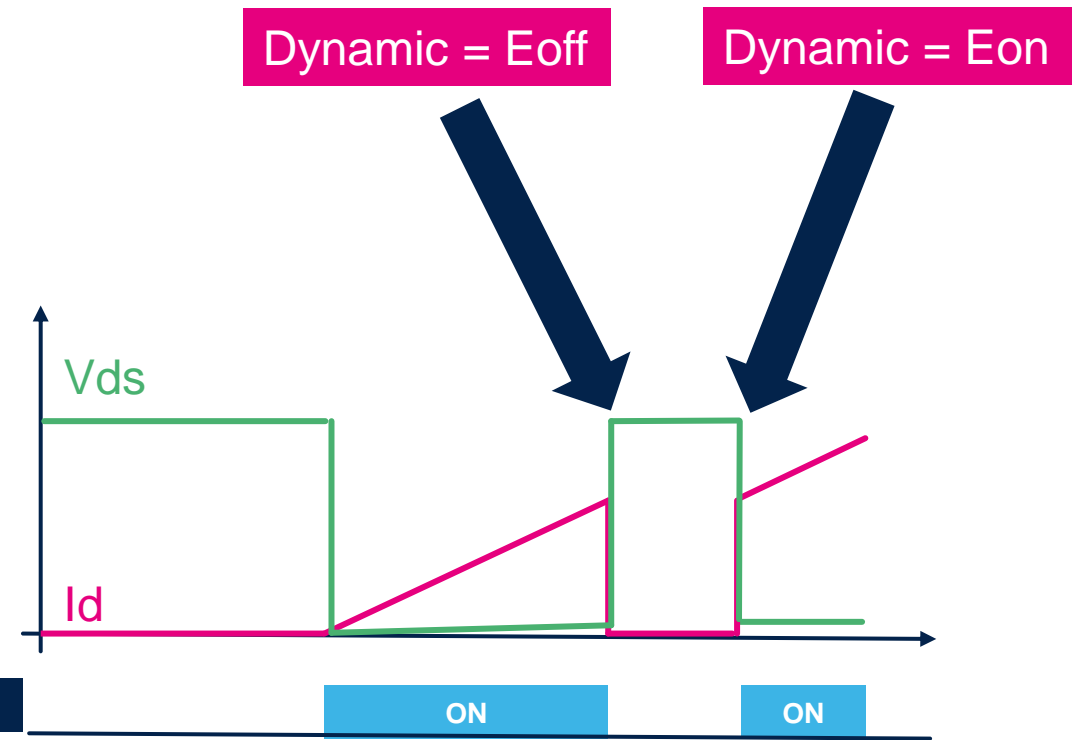 Dynamic = Eoff
Dynamic = Eon
Vds
Id
ON
ON